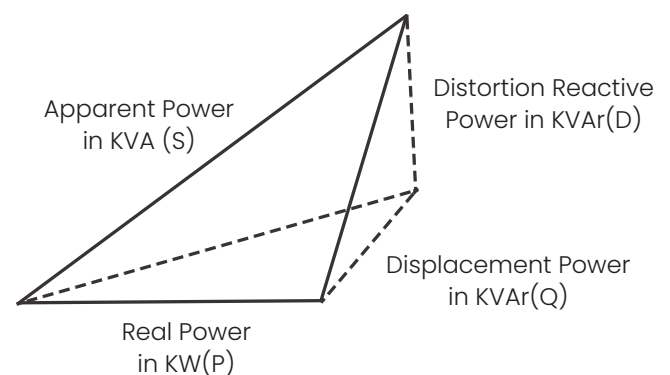 Apparent Power
in KVA (S)
Distortion Reactive
Power in KVAr(D)
Displacement Power
in KVAr(Q)
Real Power
in KW(P)